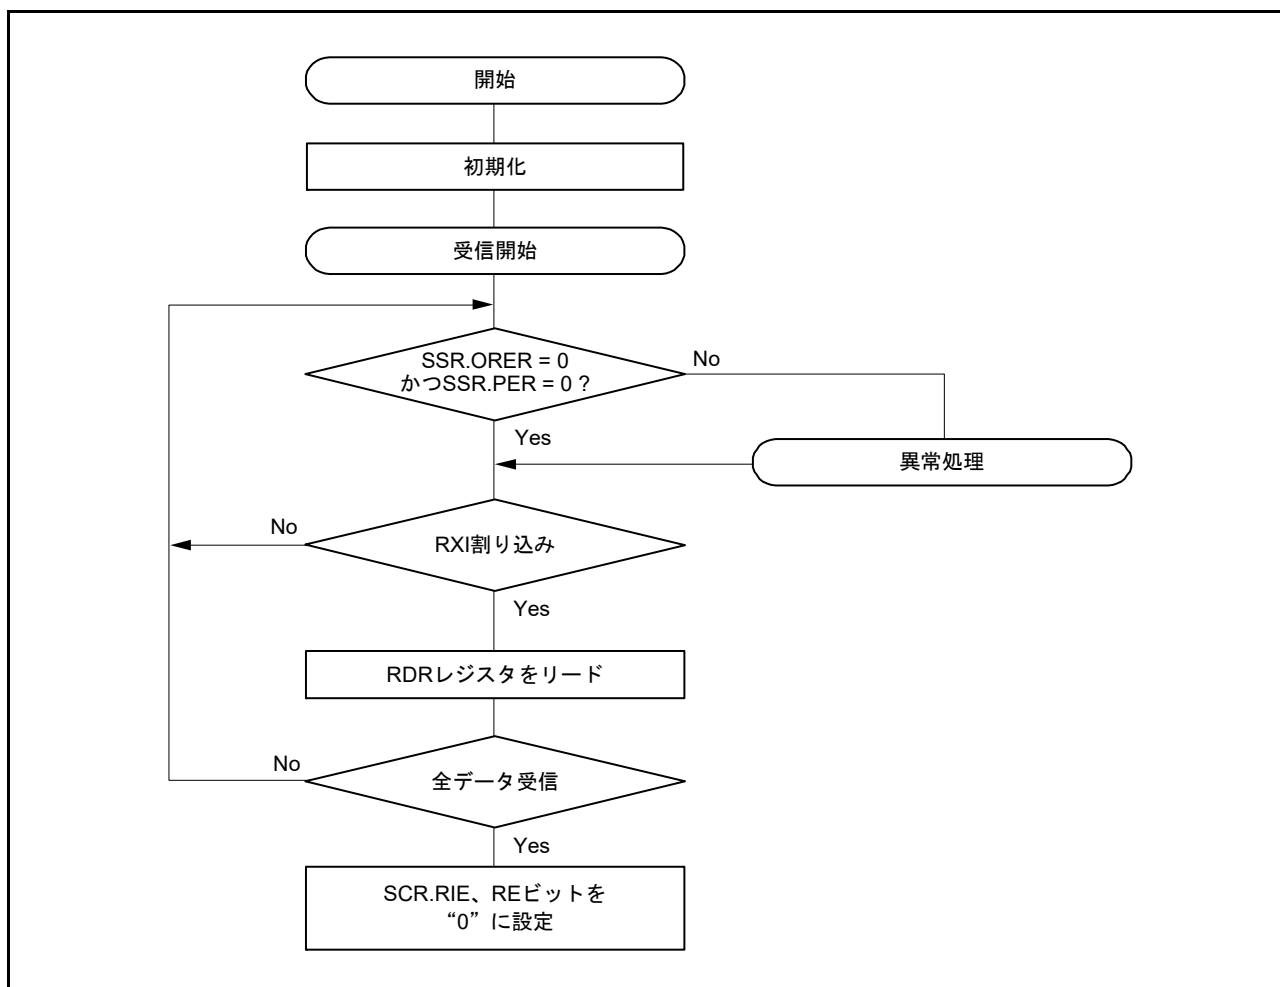 開始
初期化
受信開始
SSR.ORER = 0
かつSSR.PER = 0 ?
No
Yes
異常処理
No
RXI割り込み
Yes
RDRレジスタをリード
No
全データ受信
Yes
SCR.RIE、REビットを
“0”に設定